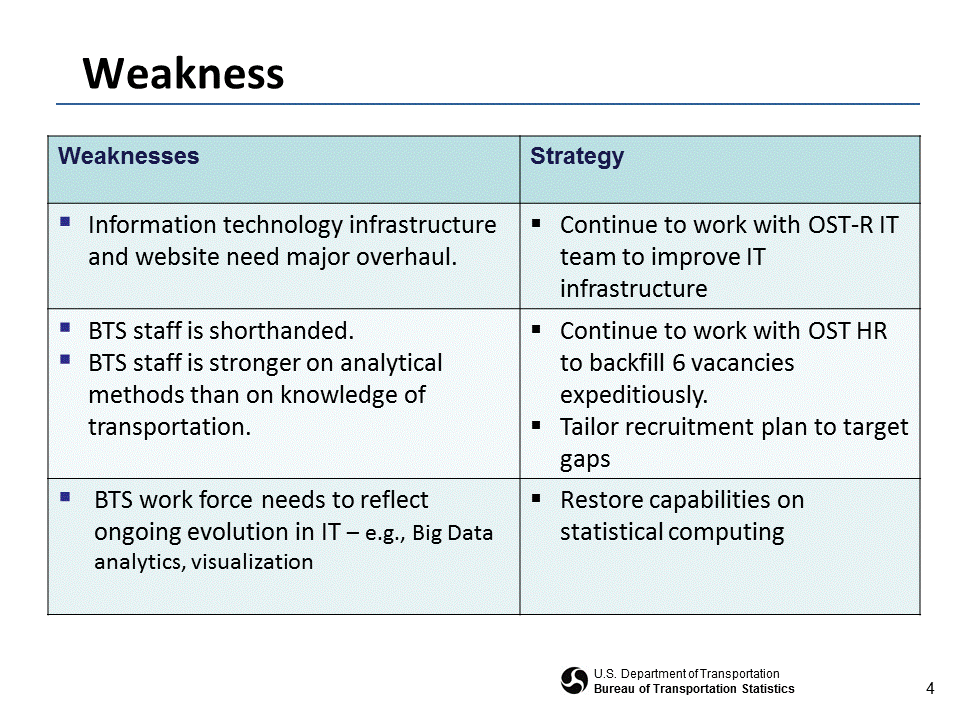 Weakness
Weaknesses
Strategy
▪ Information technology infrastructure
and website need major overhaul.
▪ Continue to work with OST-R IT
team to improve IT
infrastructure
▪ BTS staff is shorthanded.
▪ BTS staff is stronger on analytical
methods than on knowledge of
transportation.
▪ Continue to work with OST HR
to backfill 6 vacancies
expeditiously.
▪ Tailor recruitment plan to target
gaps
▪ BTS work force needs to reflect
ongoing evolution in IT – e.g., Big Data
analytics, visualization
▪ Restore capabilities on
statistical computing
U.S. Department of Transportation
Bureau of Transportation Statistics
4